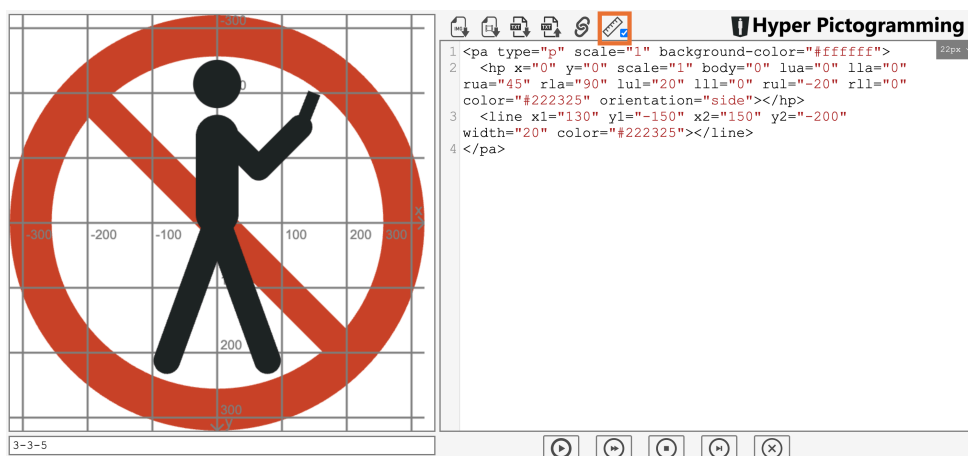 Hyper Pictogramming
22px
1 <pa type="p" scale="1" background-color="#ffffff">
2 <hp x="0" y="0" scale="1" body="0" lua="0" lla="0"
rua="45" rla="90" lul="20" lll="0" rul="-20" rll="0"
color="#222325" orientation="side"></hp>
3 <line x1="130" y1="-150" x2="150" y2="-200"
width="20" color="#222325"></line>
4 </pa>
-300
X
-300 -200 -100 100 200 300
200
300
Y
3-3-5